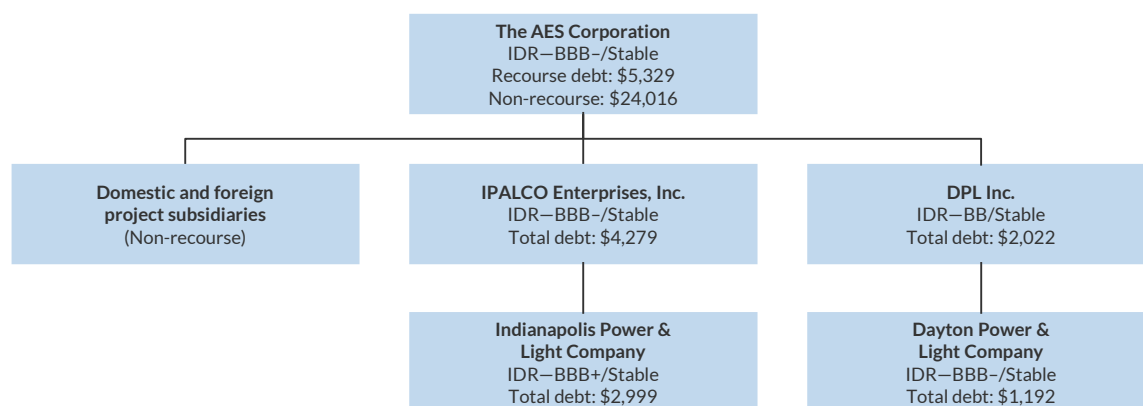 The AES Corporation
IDR—BBB–/Stable
Recourse debt: $5,329
Non-recourse: $24,016
Domestic and foreign
project subsidiaries
(Non-recourse)
IPALCO Enterprises, Inc.
IDR—BBB–/Stable
Total debt: $4,279
DPL Inc.
IDR—BB/Stable
Total debt: $2,022
Indianapolis Power &
Light Company
IDR—BBB+/Stable
Total debt: $2,999
Dayton Power &
Light Company
IDR—BBB–/Stable
Total debt: $1,192